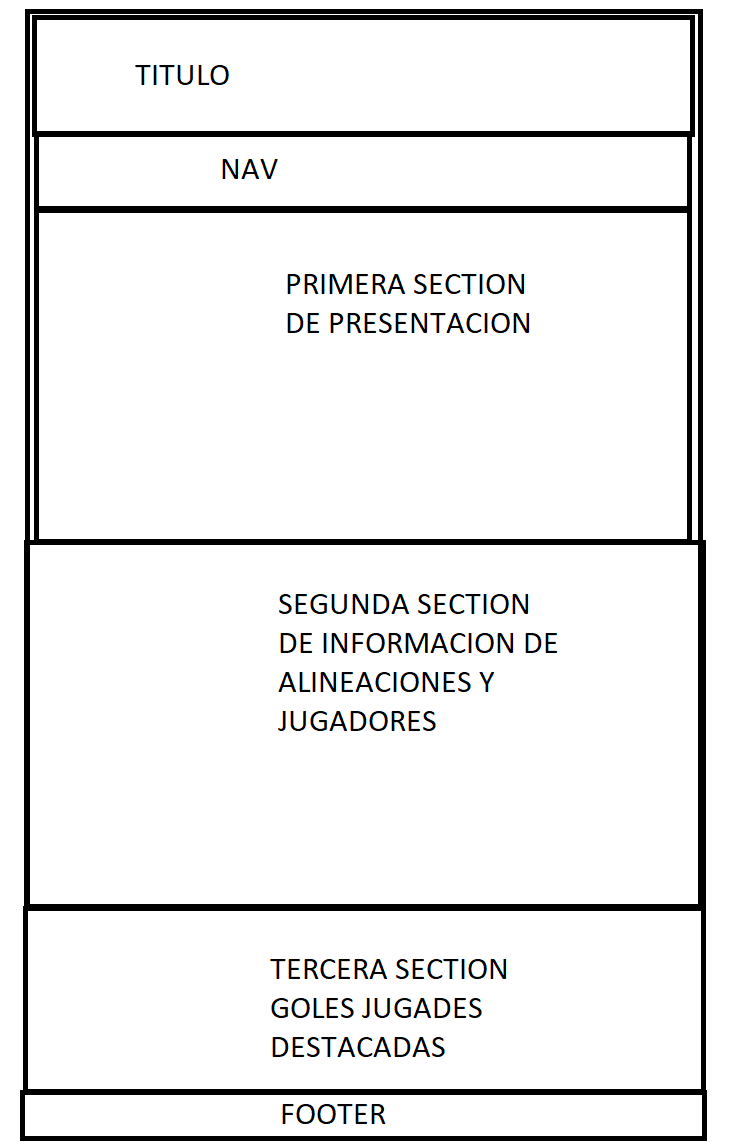 TITULO
NAV
PRIMERA SECTION
DE PRESENTACION
SEGUNDA SECTION
DE INFORMACION DE
ALINEACIONES Y
JUGADORES
TERCERA SECTION
GOLES JUGADES
DESTACADAS
FOOTER